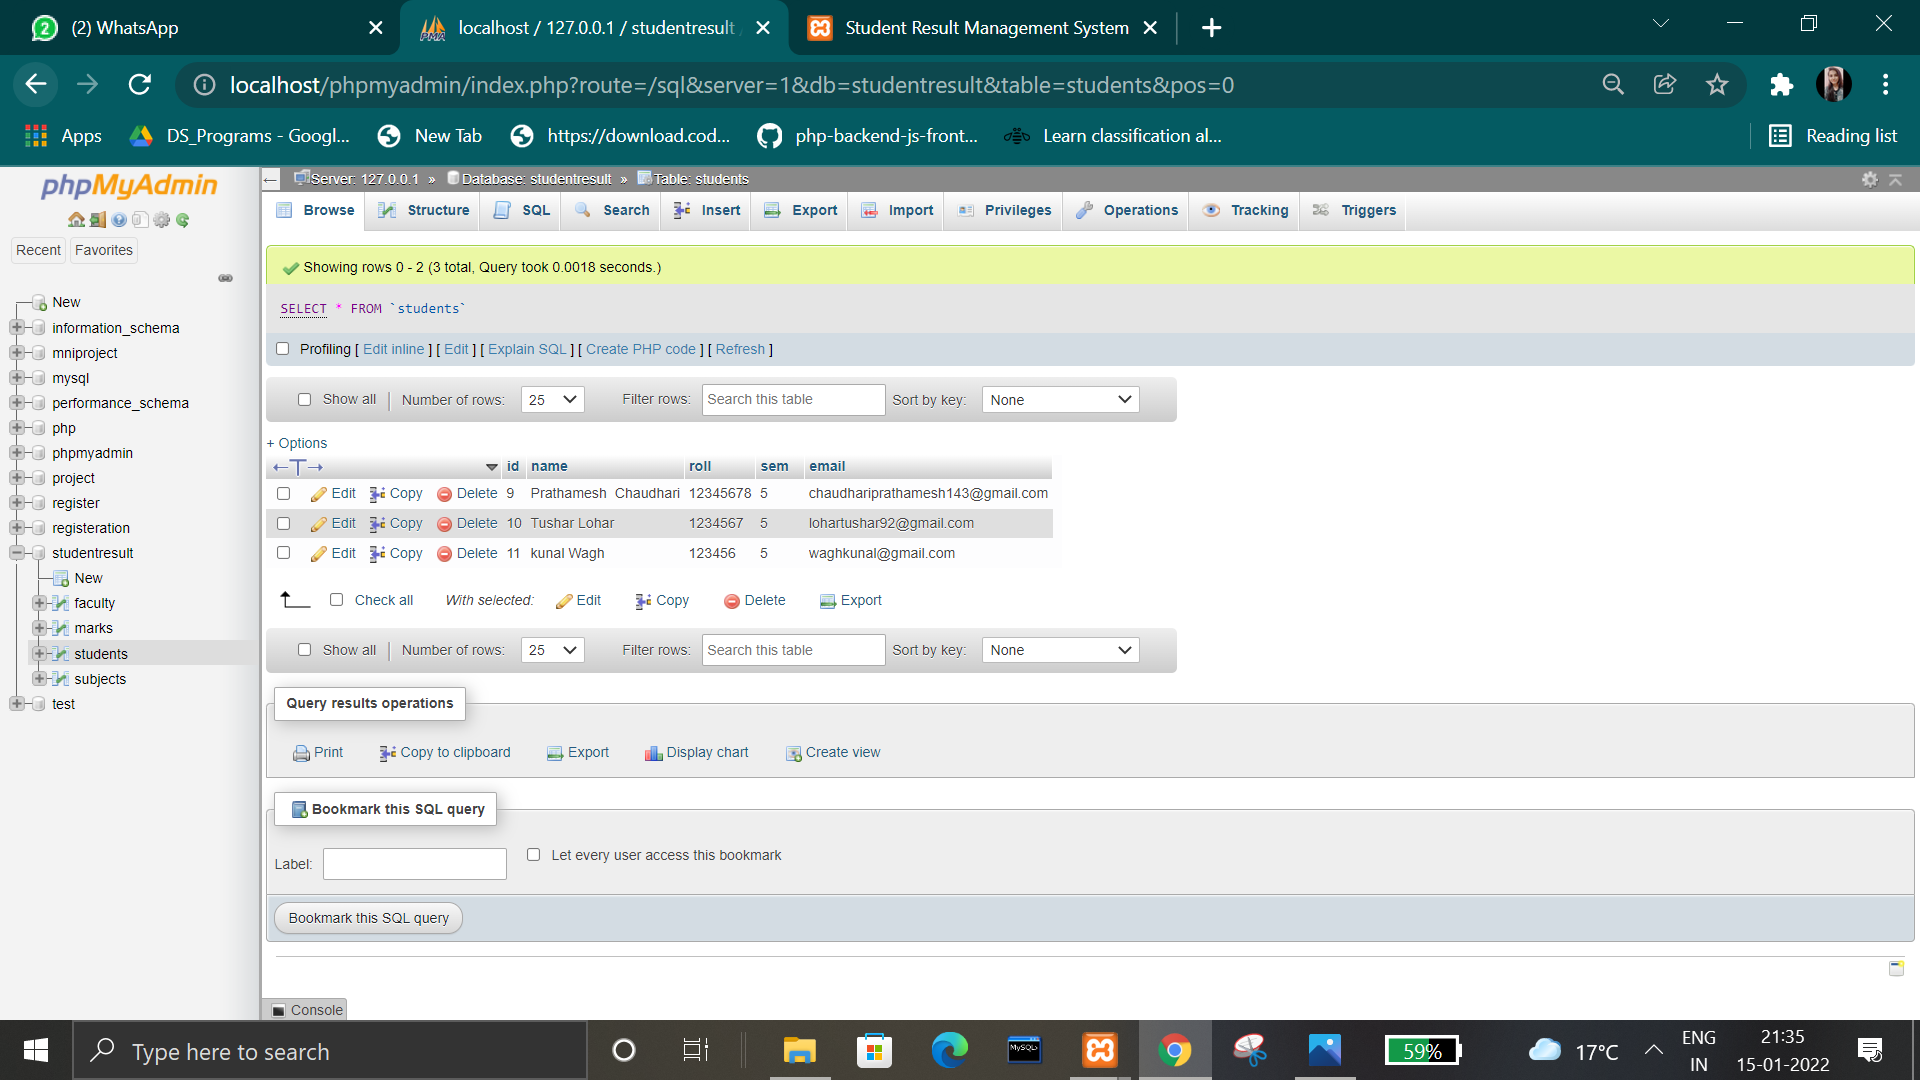 (2) WhatsApp
localhost / 127.0.0.1 / studentresult
Student Result Management System
localhost/phpmyadmin/index.php?route=/sql&server=1&db=studentresult&table=students&pos=0
Apps
DS_Programs - Googl...
New Tab
https://download.cod...
php-backend-js-front...
Learn classification al...
Reading list
phpMyAdmin
Recent
Favorites
New
information_schema
mniproject
mysql
performance_schema
php
phpmyadmin
project
register
registeration
studentresult
New
faculty
marks
students
subjects
test
Server: 127.0.0.1 » Database: studentresult » Table: students
Browse Structure SQL Search Insert Export Import Privileges Operations Tracking Triggers
Showing rows 0 - 2 (3 total, Query took 0.0018 seconds.)
SELECT * FROM `students`
Profiling [ Edit inline ] [ Edit ] [ Explain SQL ] [ Create PHP code ] [ Refresh ]
Show all Number of rows: 25 Filter rows: Search this table Sort by key: None
+ Options
←T→ id name roll sem email
Edit Copy Delete 9 Prathamesh Chaudhari 12345678 5 chaudhariprathamesh143@gmail.com
Edit Copy Delete 10 Tushar Lohar 1234567 5 lohartushar92@gmail.com
Edit Copy Delete 11 kunal Wagh 123456 5 waghkunal@gmail.com
Check all With selected: Edit Copy Delete Export
Show all Number of rows: 25 Filter rows: Search this table Sort by key: None
Query results operations
Print Copy to clipboard Export Display chart Create view
Bookmark this SQL query
Label: Let every user access this bookmark
Bookmark this SQL query
Console
Type here to search
MySQL>
59%
17°C
ENG
IN
21:35
15-01-2022